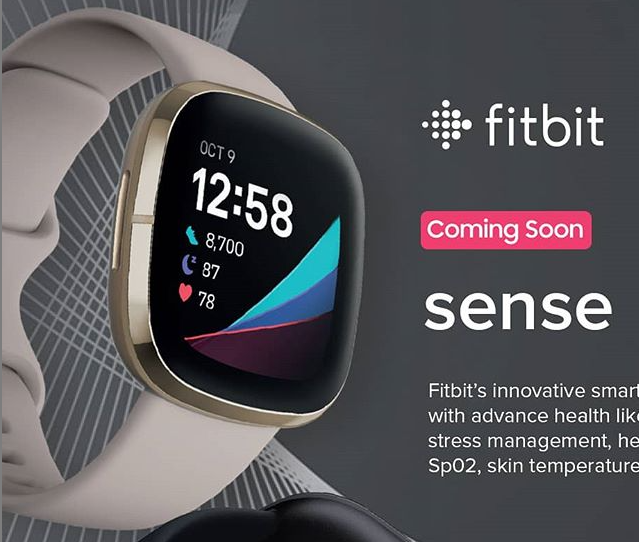 OCT 9
12:58
8,700
87
78
fitbit
Coming Soon
sense
Fitbit's innovative smart
with advance health lik
stress management, he
Sp02, skin temperature